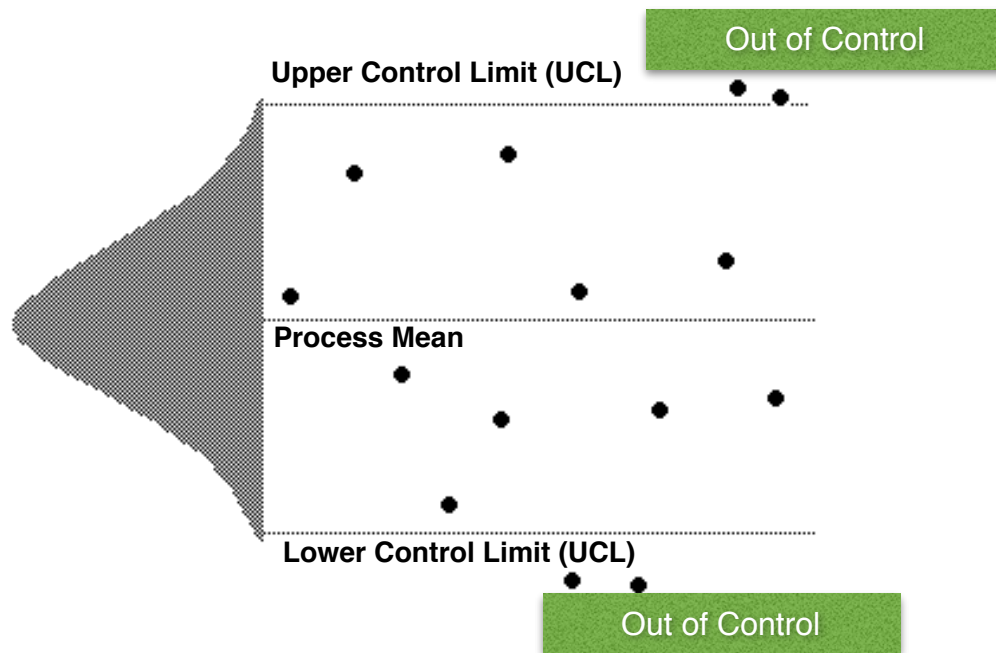 Out of Control
Upper Control Limit (UCL)
Process Mean
Lower Control Limit (UCL)
Out of Control